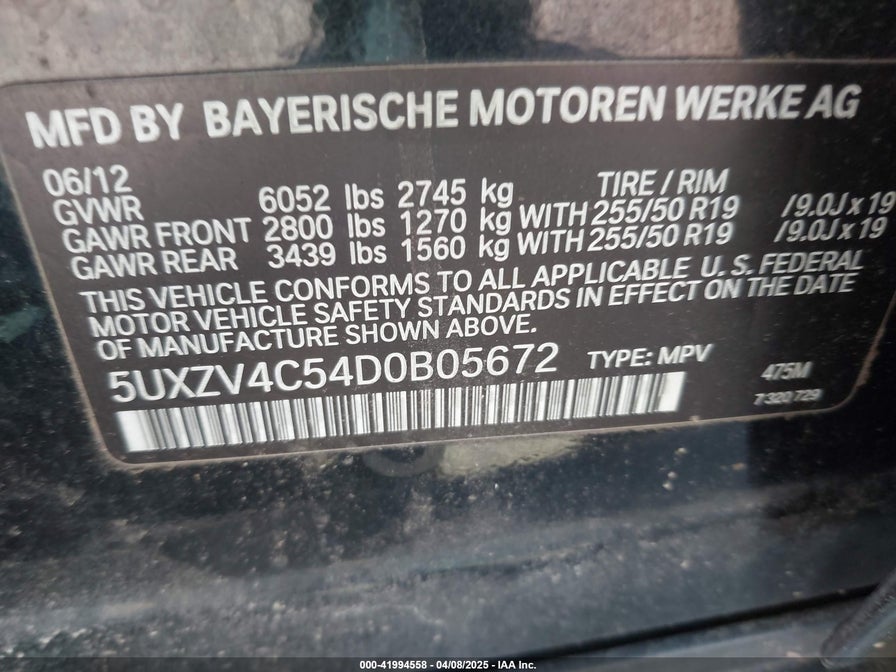 MFD BY BAYERISCHE MOTOREN WERKE AG
06/12 TIRE / RIM
GVWR 6052 lbs 2745 kg
GAWR FRONT 2800 lbs 1270 kg WITH 255/50 R19 /9.0J x 19
GAWR REAR 3439 lbs 1560 kg WITH 255/50 R19 /9.0J x 19
THIS VEHICLE CONFORMS TO ALL APPLICABLE U.S. FEDERAL
MOTOR VEHICLE SAFETY STANDARDS IN EFFECT ON THE DATE
OF MANUFACTURE SHOWN ABOVE.
5UXZV4C54D0B05672 TYPE: MPV 475M
7 320 729
000-41994558 - 04/08/2025 - IAA Inc.